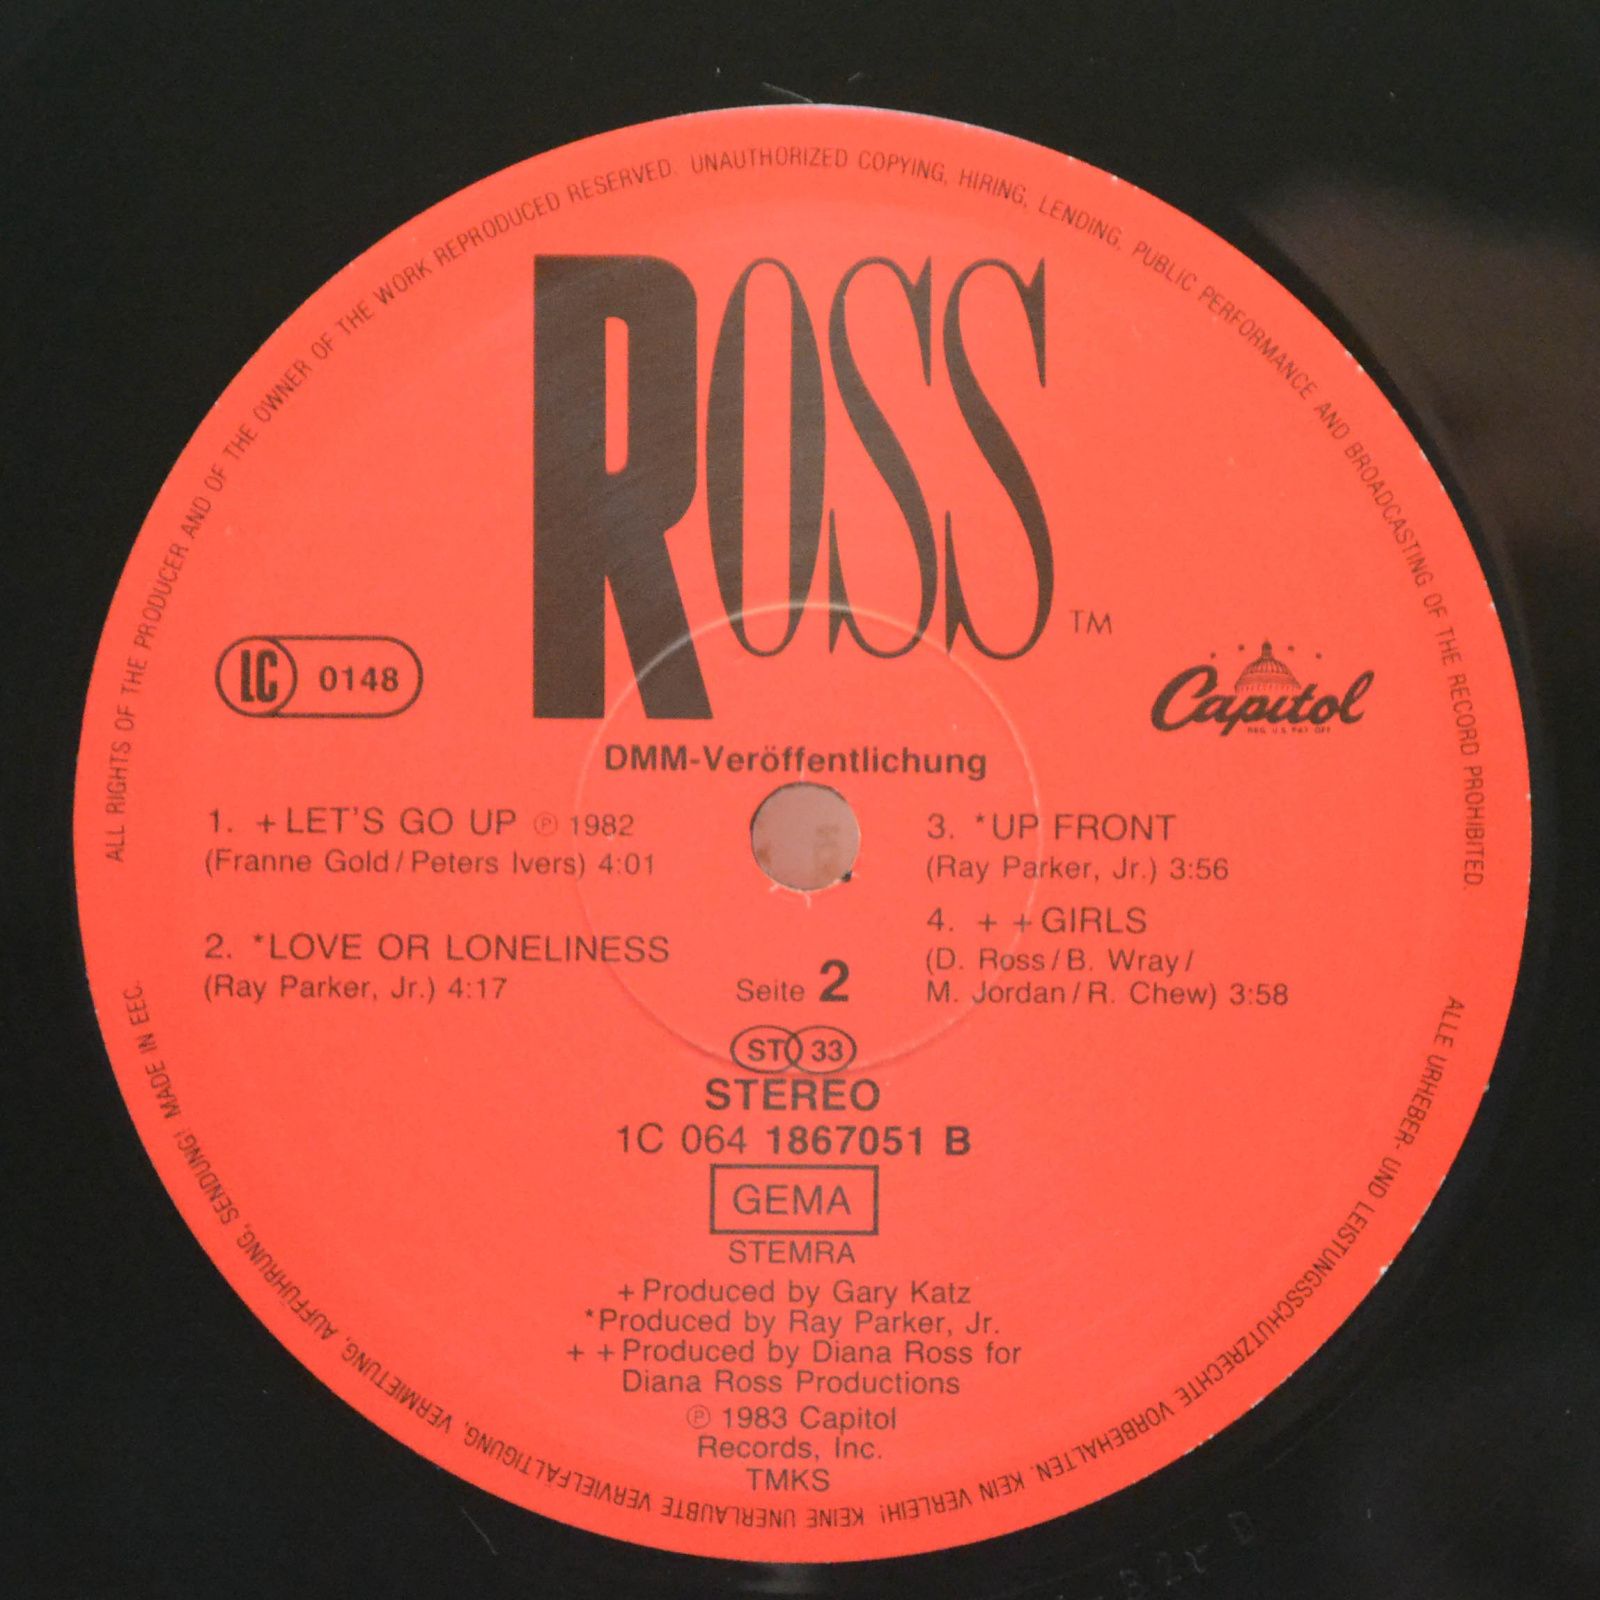 ALL RIGHTS OF THE PRODUCER AND OF THE OWNER OF THE WORK REPRODUCED RESERVED. UNAUTHORIZED COPYING, HIRING, LENDING, PUBLIC PERFORMANCE AND BROADCASTING OF THE RECORD PROHIBITED.
ROSS TM
LC 0148
Capitol
REG. U.S. PAT. OFF.
DMM-Veröffentlichung
1. +LET'S GO UP ℗ 1982
(Franne Gold/Peters Ivers) 4:01
2. *LOVE OR LONELINESS
(Ray Parker, Jr.) 4:17
3. *UP FRONT
(Ray Parker, Jr.) 3:56
4. + +GIRLS
(D. Ross/B. Wray/
M. Jordan/R. Chew) 3:58
Seite 2
ST 33
STEREO
1C 064 1867051 B
GEMA
STEMRA
+Produced by Gary Katz
*Produced by Ray Parker, Jr.
+ +Produced by Diana Ross for
Diana Ross Productions
℗ 1983 Capitol
Records, Inc.
TMKS
ALLE URHEBER- UND LEISTUNGSSCHUTZRECHTE VORBEHALTEN. KEIN VERLEIH! KEINE UNERLAUBTE VERVIELFÄLTIGUNG, VERMIETUNG, AUFFÜHRUNG, SENDUNG! MADE IN EEC.